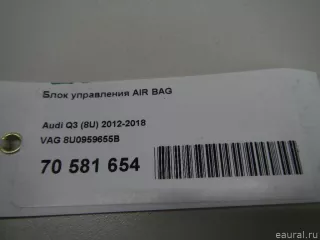 Блок управления AIR BAG
Audi Q3 (8U) 2012-2018
VAG 8U0959655B
70 581 654
eaural.ru